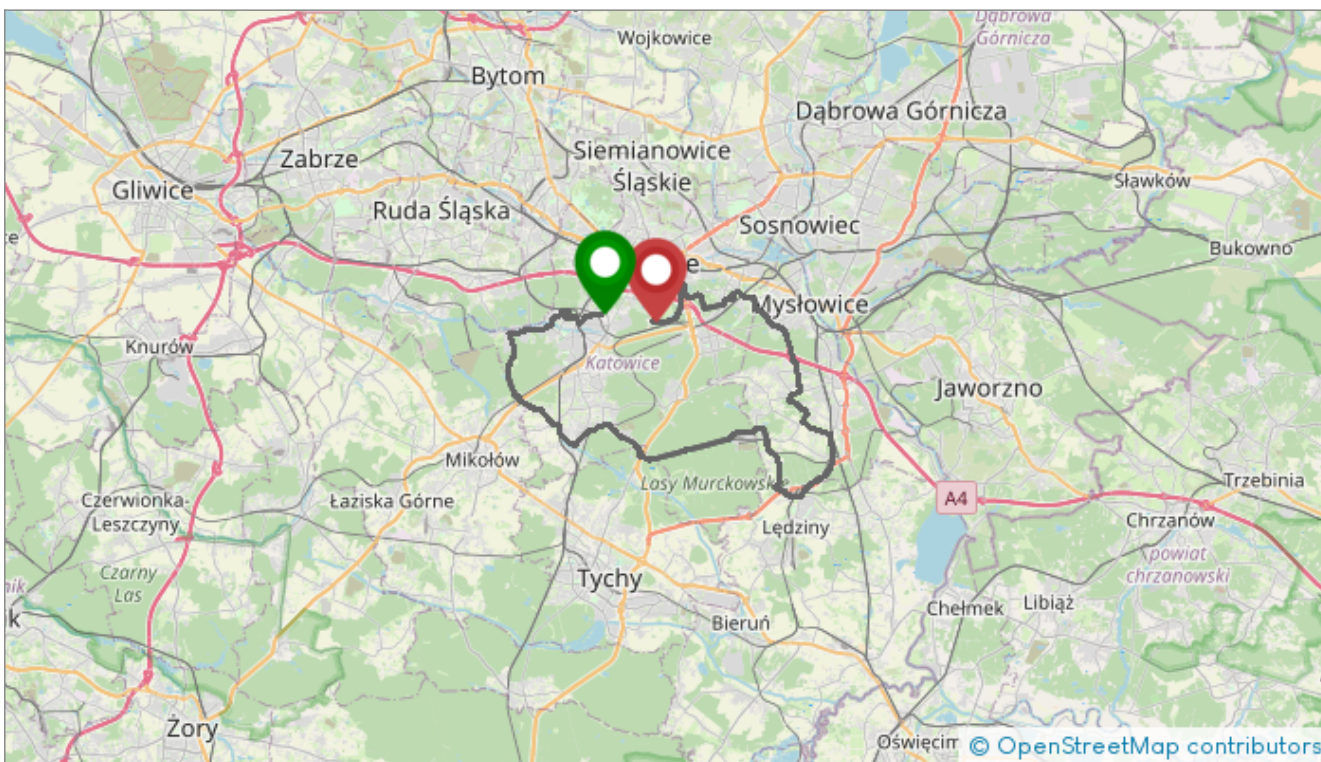 Dąbrowa
Górnicza
Wojkowice
Bytom
Dąbrowa Górnicza
Zabrze
Siemianowice
Śląskie
Sławków
Gliwice
Ruda Śląska
Sosnowiec
Bukowno
Mysłowice
Knurów
Katowice
Jaworzno
Mikołów
Lasy Murckowskie
Trzebinia
Czerwionka-
Leszczyny
Łaziska Górne
A4
Lędziny
Chrzanów
powiat
chrzanowski
Czarny
Las
Tychy
Chełmek
Libiąż
Bieruń
Żory
Oświęcim
© OpenStreetMap contributors